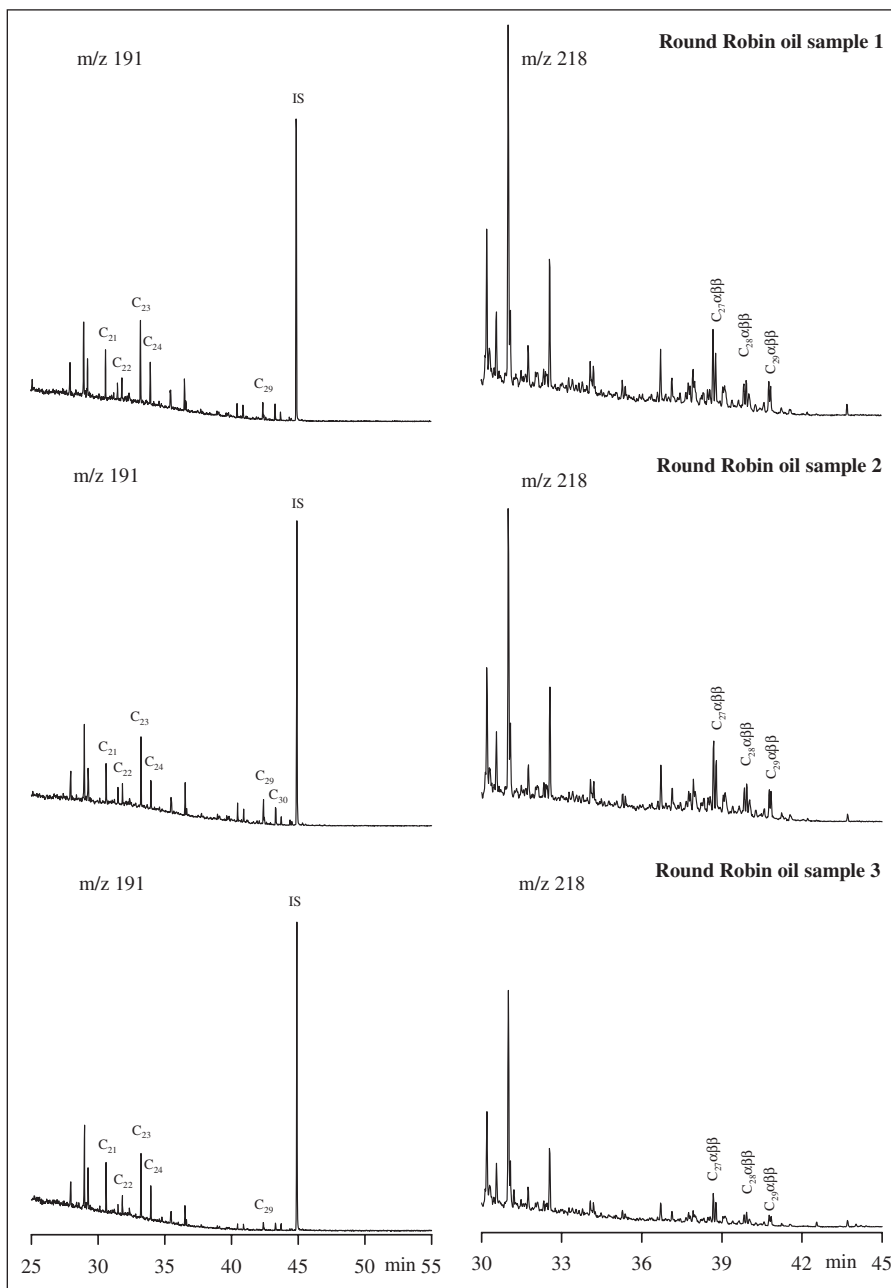 Round Robin oil sample 1
m/z 191
m/z 218
IS
C₂₃
C₂₁
C₂₄
C₂₂
C₂₉
C₂₇αββ
C₂₈αββ
C₂₉αββ
Round Robin oil sample 2
m/z 191
m/z 218
IS
C₂₃
C₂₁
C₂₄
C₂₂
C₂₉
C₃₀
C₂₇αββ
C₂₈αββ
C₂₉αββ
Round Robin oil sample 3
m/z 191
m/z 218
IS
C₂₃
C₂₁
C₂₄
C₂₂
C₂₉
C₂₇αββ
C₂₈αββ
C₂₉αββ
25 30 35 40 45 50 min 55
30 33 36 39 42 min 45